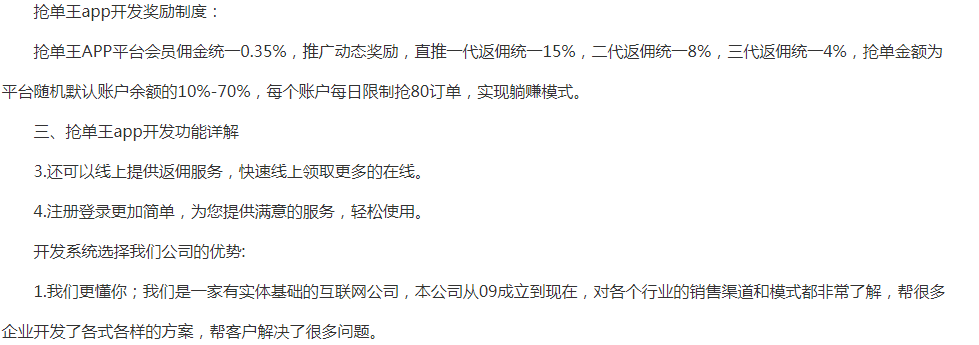 抢单王app开发奖励制度：
抢单王APP平台会员佣金统一0.35%，推广动态奖励，直推一代返佣统一15%，二代返佣统一8%，三代返佣统一4%，抢单金额为
平台随机默认账户余额的10%-70%，每个账户每日限制抢80订单，实现躺赚模式。
三、抢单王app开发功能详解
3.还可以线上提供返佣服务，快速线上领取更多的在线。
4.注册登录更加简单，为您提供满意的服务，轻松使用。
开发系统选择我们公司的优势:
1.我们更懂你；我们是一家有实体基础的互联网公司，本公司从09成立到现在，对各个行业的销售渠道和模式都非常了解，帮很多
企业开发了各式各样的方案，帮客户解决了很多问题。